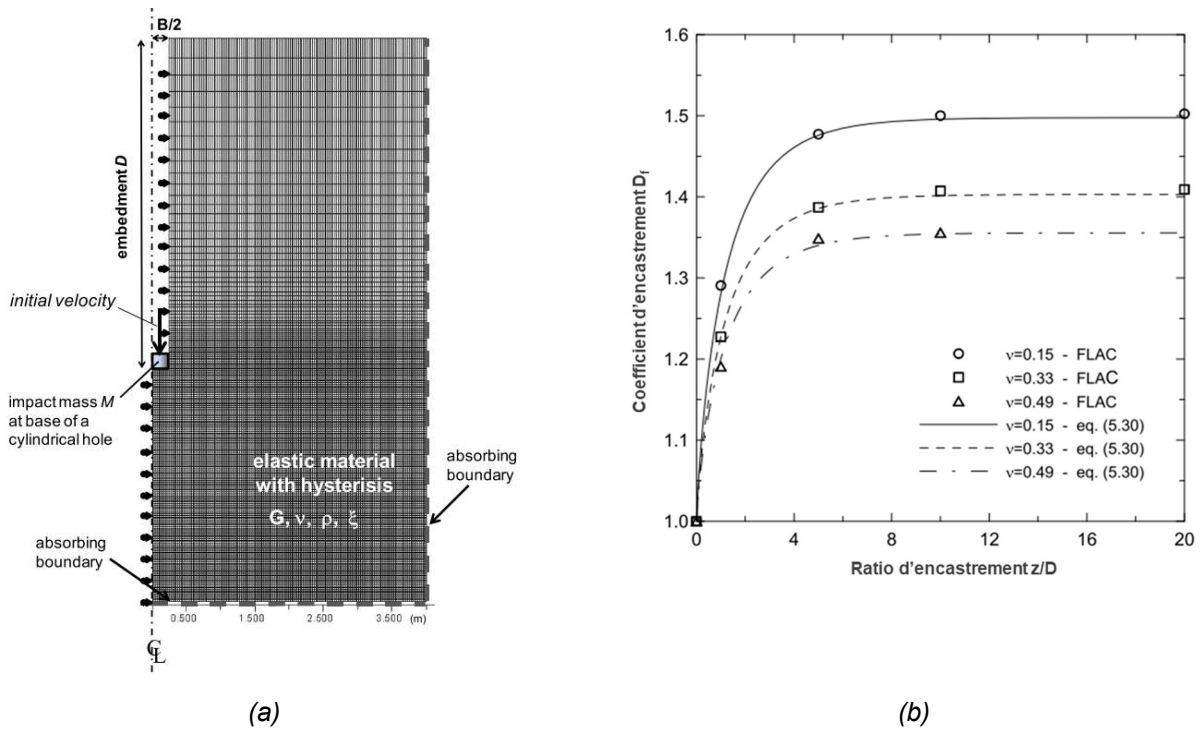 B/2
embedment D
initial velocity
impact mass M
at base of a
cylindrical hole
elastic material
with hysterisis
G, ν, ρ, ξ
absorbing
boundary
absorbing
boundary
0.500 1.500 2.500 3.500 (m)
℄
(a)
Coefficient d'encastrement Df
1.6
1.5
1.4
1.3
1.2
1.1
1.0
ν=0.15 - FLAC
ν=0.33 - FLAC
ν=0.49 - FLAC
ν=0.15 - eq. (5.30)
ν=0.33 - eq. (5.30)
ν=0.49 - eq. (5.30)
0 4 8 12 16 20
Ratio d'encastrement z/D
(b)